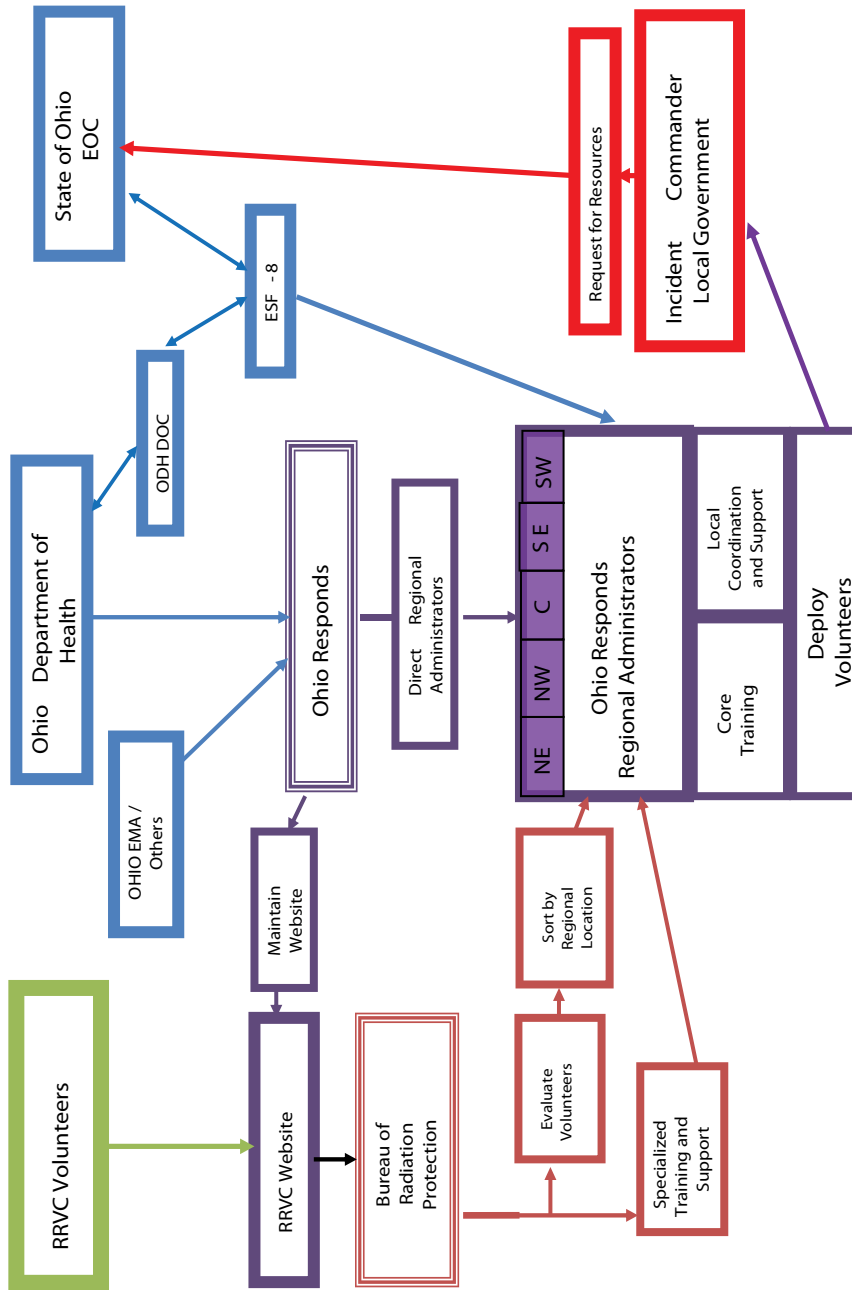 RRVC Volunteers
Ohio Department of
Health
State of Ohio
EOC
OHIO EMA /
Others
ODH DOC
ESF - 8
RRVC Website
Maintain
Website
Ohio Responds
Bureau of
Radiation
Protection
Direct Regional
Administrators
Evaluate
Volunteers
Sort by
Regional
Location
NE
NW
C
S E
SW
Ohio Responds
Regional Administrators
Request for Resources
Specialized
Training and
Support
Core
Training
Local
Coordination
and Support
Incident Commander
Local Government
Deploy
Volunteers